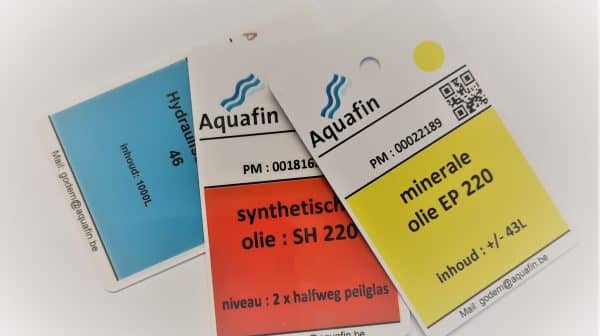 Hydraulis
46
inhoud: 1000L
Mail: godem@aquafin.be
Aquafin
PM : 001816
synthetisch
olie : SH 220
niveau : 2 x halfweg peilglas
godem@aquafin.be
Aquafin
PM : 00022189
minerale
olie EP 220
inhoud : +/- 43L
Mail: godem@aquafin.be